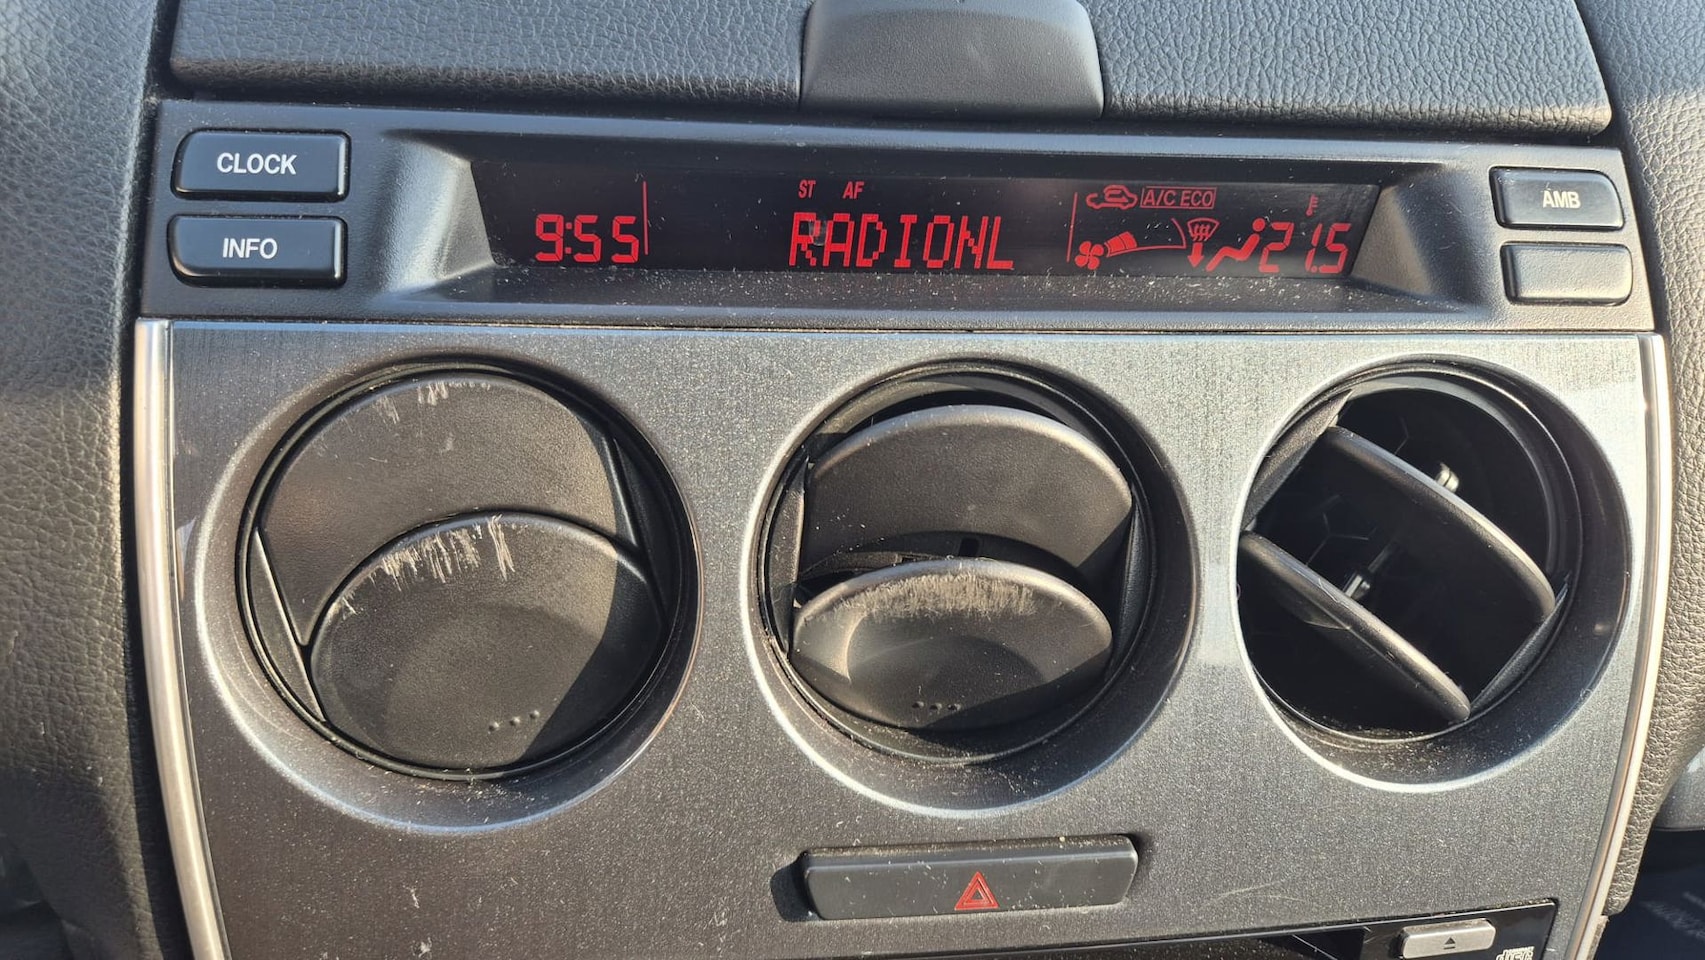 CLOCK
INFO
ST AF
9:55
RADIONL
A/C ECO
21.5
AMB